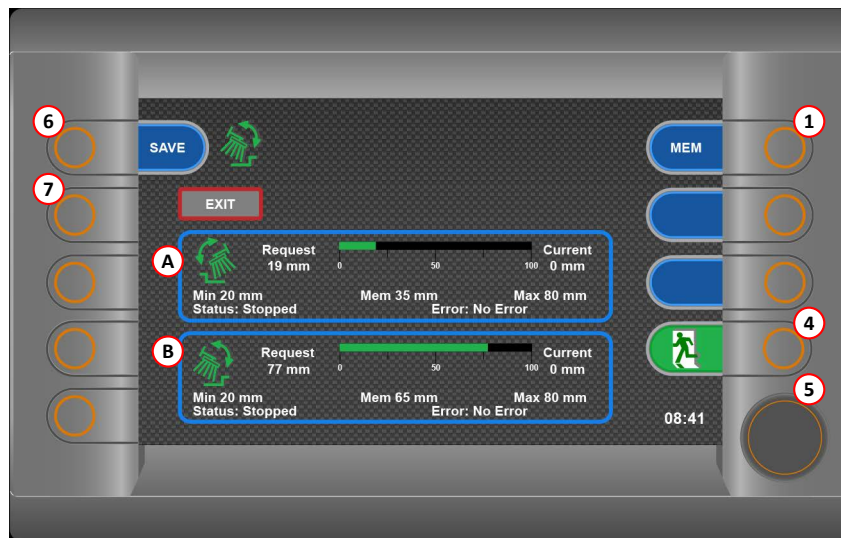 6
1
SAVE
MEM
7
EXIT
A
Request
19 mm
0
50
100
Current
0 mm
Min 20 mm
Mem 35 mm
Max 80 mm
Status: Stopped
Error: No Error
4
B
Request
77 mm
0
50
100
Current
0 mm
Min 20 mm
Mem 65 mm
Max 80 mm
Status: Stopped
Error: No Error
5
08:41